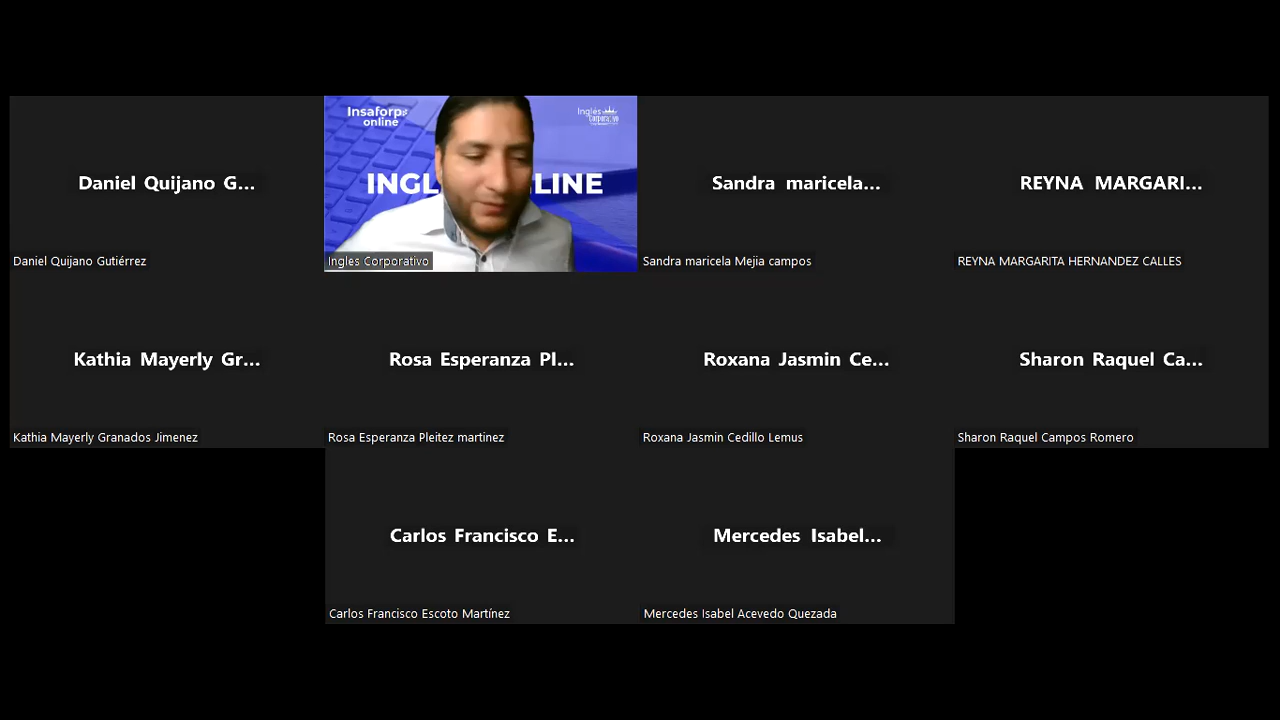 Daniel Quijano G...
Daniel Quijano Gutiérrez
Insaforp
online
Inglés
corporativo
INGL LINE
Ingles Corporativo
Sandra maricela...
Sandra maricela Mejia campos
REYNA MARGARI...
REYNA MARGARITA HERNANDEZ CALLES
Kathia Mayerly Gr...
Kathia Mayerly Granados Jimenez
Rosa Esperanza Pl...
Rosa Esperanza Pleitez martinez
Roxana Jasmin Ce...
Roxana Jasmin Cedillo Lemus
Sharon Raquel Ca...
Sharon Raquel Campos Romero
Carlos Francisco E...
Carlos Francisco Escoto Martínez
Mercedes Isabel...
Mercedes Isabel Acevedo Quezada